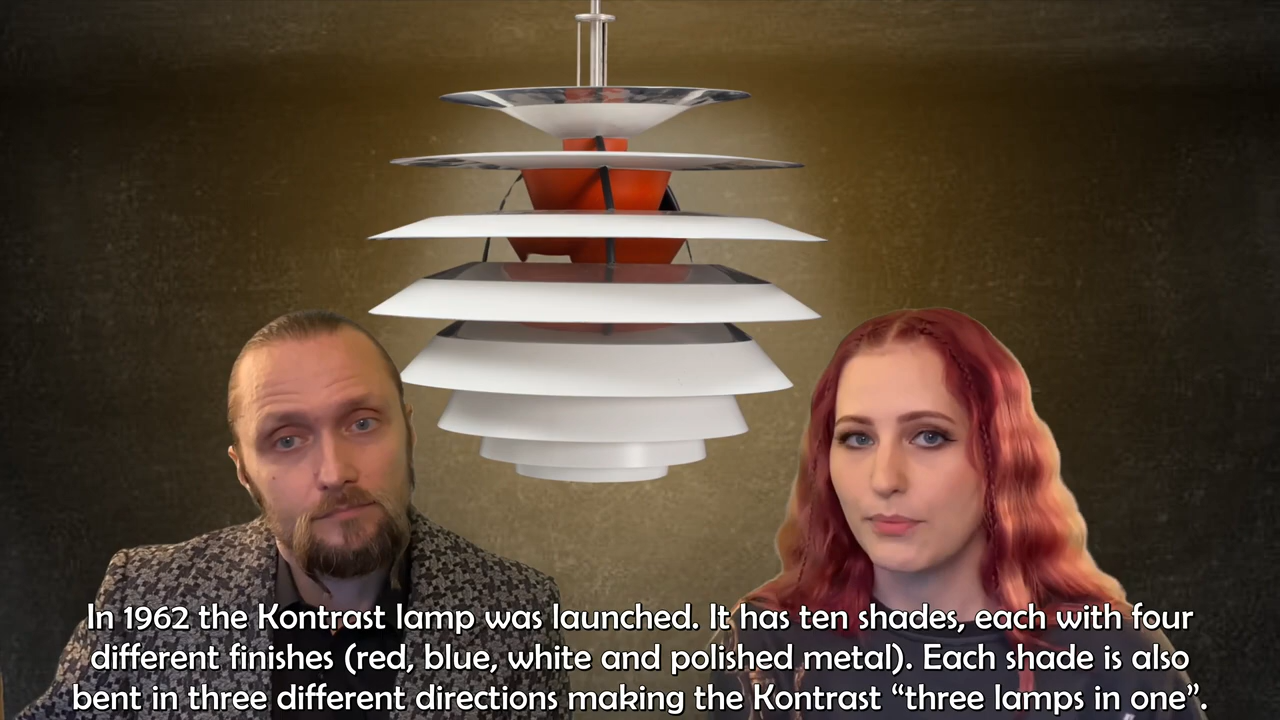 In 1962 the Kontrast lamp was launched. It has ten shades, each with four
different finishes (red, blue, white and polished metal). Each shade is also
bent in three different directions making the Kontrast “three lamps in one”.